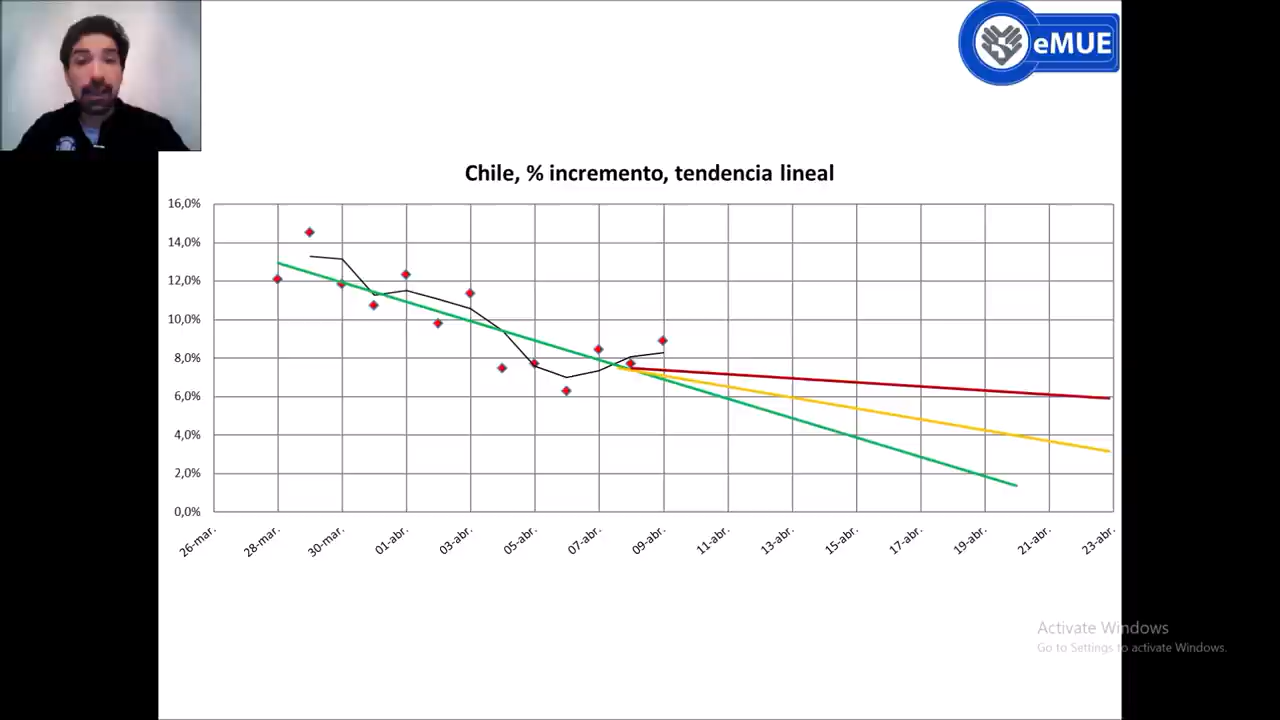 eMUE
Chile, % incremento, tendencia lineal
16,0%
14,0%
12,0%
10,0%
8,0%
6,0%
4,0%
2,0%
0,0%
26-mar.
28-mar.
30-mar.
01-abr.
03-abr.
05-abr.
07-abr.
09-abr.
11-abr.
13-abr.
15-abr.
17-abr.
19-abr.
21-abr.
23-abr.
Activate Windows
Go to Settings to activate Windows.